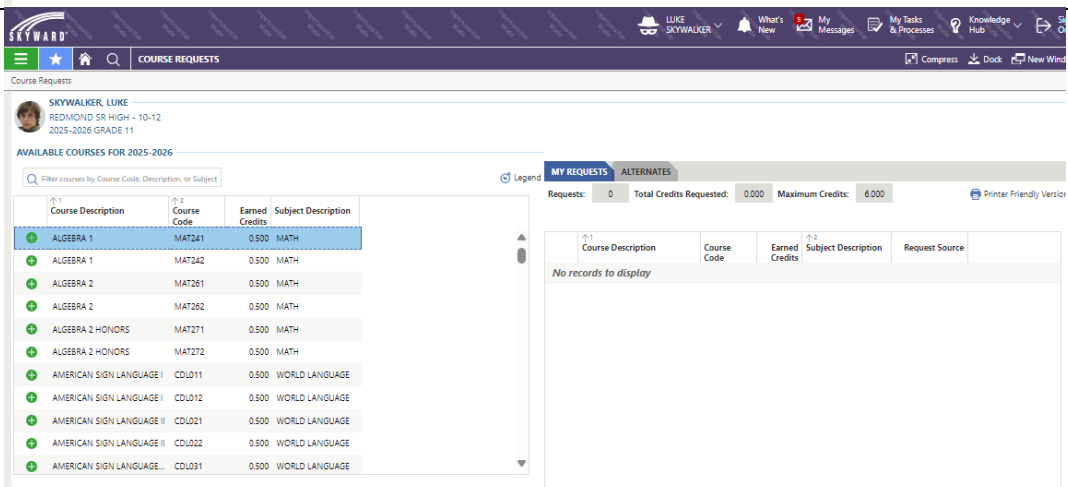 SKYWARD
LUKE SKYWALKER
What's New
5
My Messages
My Tasks & Processes
Knowledge Hub
COURSE REQUESTS
Compress Dock New Wind
Course Requests
SKYWALKER, LUKE
REDMOND SR HIGH - 10-12
2025-2026 GRADE 11
AVAILABLE COURSES FOR 2025-2026
Filter courses by Course Code, Description, or Subject
Legend
1 Course Description 2 Course Code Earned Credits Subject Description
ALGEBRA 1 MAT241 0.500 MATH
ALGEBRA 1 MAT242 0.500 MATH
ALGEBRA 2 MAT261 0.500 MATH
ALGEBRA 2 MAT262 0.500 MATH
ALGEBRA 2 HONORS MAT271 0.500 MATH
ALGEBRA 2 HONORS MAT272 0.500 MATH
AMERICAN SIGN LANGUAGE I CDL011 0.500 WORLD LANGUAGE
AMERICAN SIGN LANGUAGE I CDL012 0.500 WORLD LANGUAGE
AMERICAN SIGN LANGUAGE II CDL021 0.500 WORLD LANGUAGE
AMERICAN SIGN LANGUAGE II CDL022 0.500 WORLD LANGUAGE
AMERICAN SIGN LANGUAGE... CDL031 0.500 WORLD LANGUAGE
MY REQUESTS ALTERNATES
Requests: 0 Total Credits Requested: 0.000 Maximum Credits: 6.000 Printer Friendly Version
1 Course Description Course Code Earned Credits 2 Subject Description Request Source
No records to display